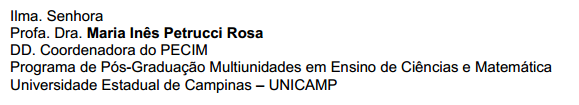 Ilma. Senhora
Profa. Dra. Maria Inês Petrucci Rosa
DD. Coordenadora do PECIM
Programa de Pós-Graduação Multiunidades em Ensino de Ciências e Matemática
Universidade Estadual de Campinas – UNICAMP